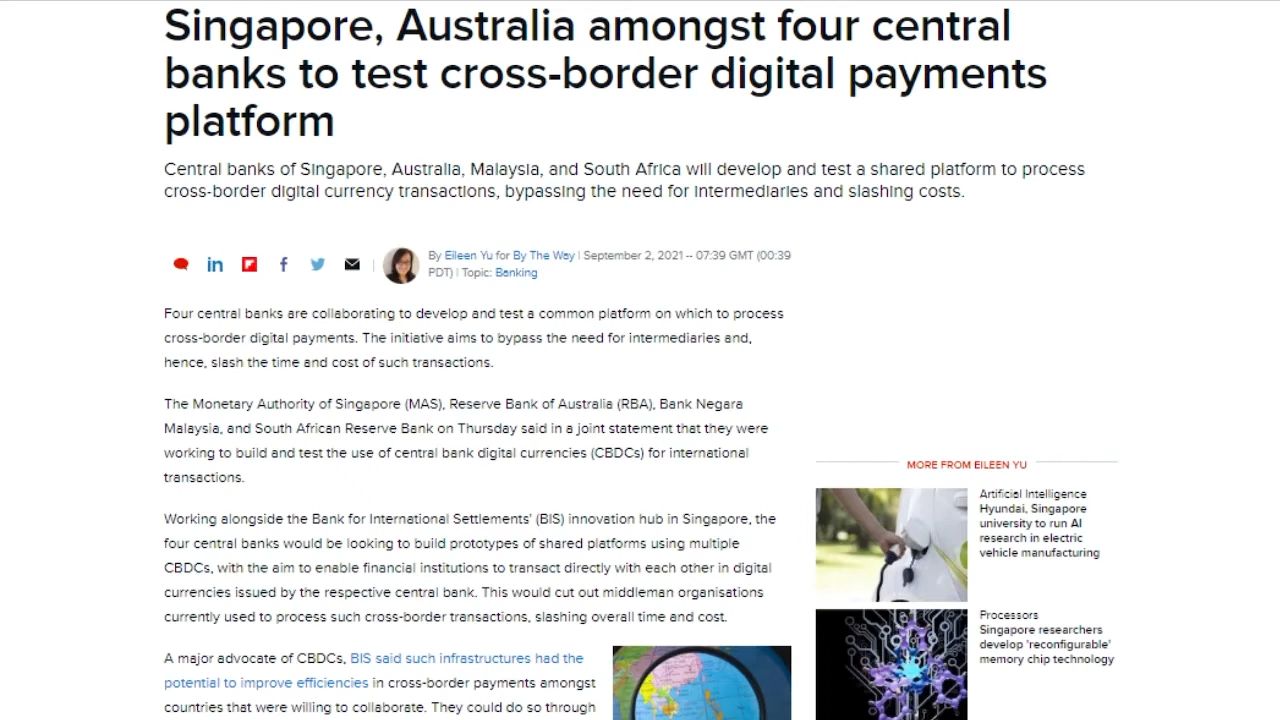 Singapore, Australia amongst four central
banks to test cross-border digital payments
platform
Central banks of Singapore, Australia, Malaysia, and South Africa will develop and test a shared platform to process
cross-border digital currency transactions, bypassing the need for intermediaries and slashing costs.
By Eileen Yu for By The Way | September 2, 2021 -- 07:39 GMT (00:39
PDT) | Topic: Banking
Four central banks are collaborating to develop and test a common platform on which to process
cross-border digital payments. The initiative aims to bypass the need for intermediaries and,
hence, slash the time and cost of such transactions.
The Monetary Authority of Singapore (MAS), Reserve Bank of Australia (RBA), Bank Negara
Malaysia, and South African Reserve Bank on Thursday said in a joint statement that they were
working to build and test the use of central bank digital currencies (CBDCs) for international
transactions.
Working alongside the Bank for International Settlements' (BIS) innovation hub in Singapore, the
four central banks would be looking to build prototypes of shared platforms using multiple
CBDCs, with the aim to enable financial institutions to transact directly with each other in digital
currencies issued by the respective central bank. This would cut out middleman organisations
currently used to process such cross-border transactions, slashing overall time and cost.
A major advocate of CBDCs, BIS said such infrastructures had the
potential to improve efficiencies in cross-border payments amongst
countries that were willing to collaborate. They could do so through
MORE FROM EILEEN YU
Artificial Intelligence
Hyundai, Singapore
university to run AI
research in electric
vehicle manufacturing
Processors
Singapore researchers
develop 'reconfigurable'
memory chip technology